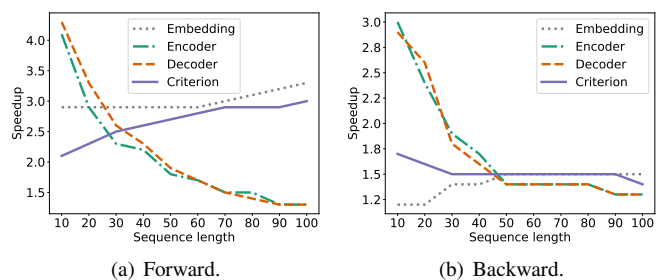 Embedding
Encoder
Decoder
Criterion
Speedup
4.0
3.5
3.0
2.5
2.0
1.5
10 20 30 40 50 60 70 80 90 100
Sequence length
(a) Forward.
Embedding
Encoder
Decoder
Criterion
Speedup
3.0
2.8
2.5
2.2
2.0
1.8
1.5
1.2
10 20 30 40 50 60 70 80 90 100
Sequence length
(b) Backward.